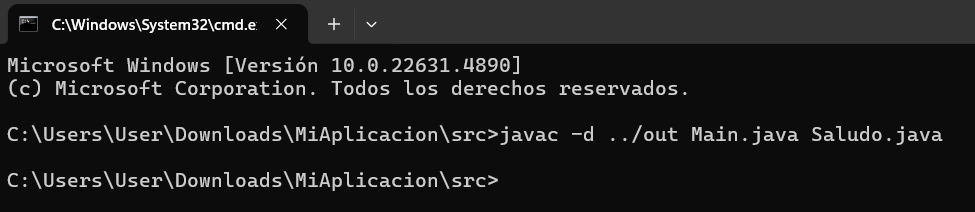 C:\Windows\System32\cmd.e
Microsoft Windows [Versión 10.0.22631.4890]
(c) Microsoft Corporation. Todos los derechos reservados.
C:\Users\User\Downloads\MiAplicacion\src>javac -d ../out Main.java Saludo.java
C:\Users\User\Downloads\MiAplicacion\src>